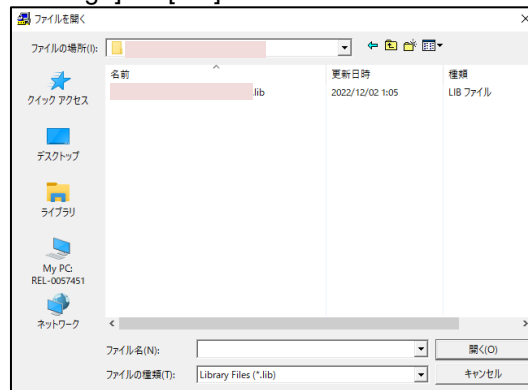 ファイルを開く
ファイルの場所(I):
名前 更新日時 種類
.lib 2022/12/02 1:05 LIB ファイル
クイック アクセス
デスクトップ
ライブラリ
My PC:
REL-0057451
ネットワーク
ファイル名(N): 開く(O)
ファイルの種類(T): Library Files (*.lib) キャンセル